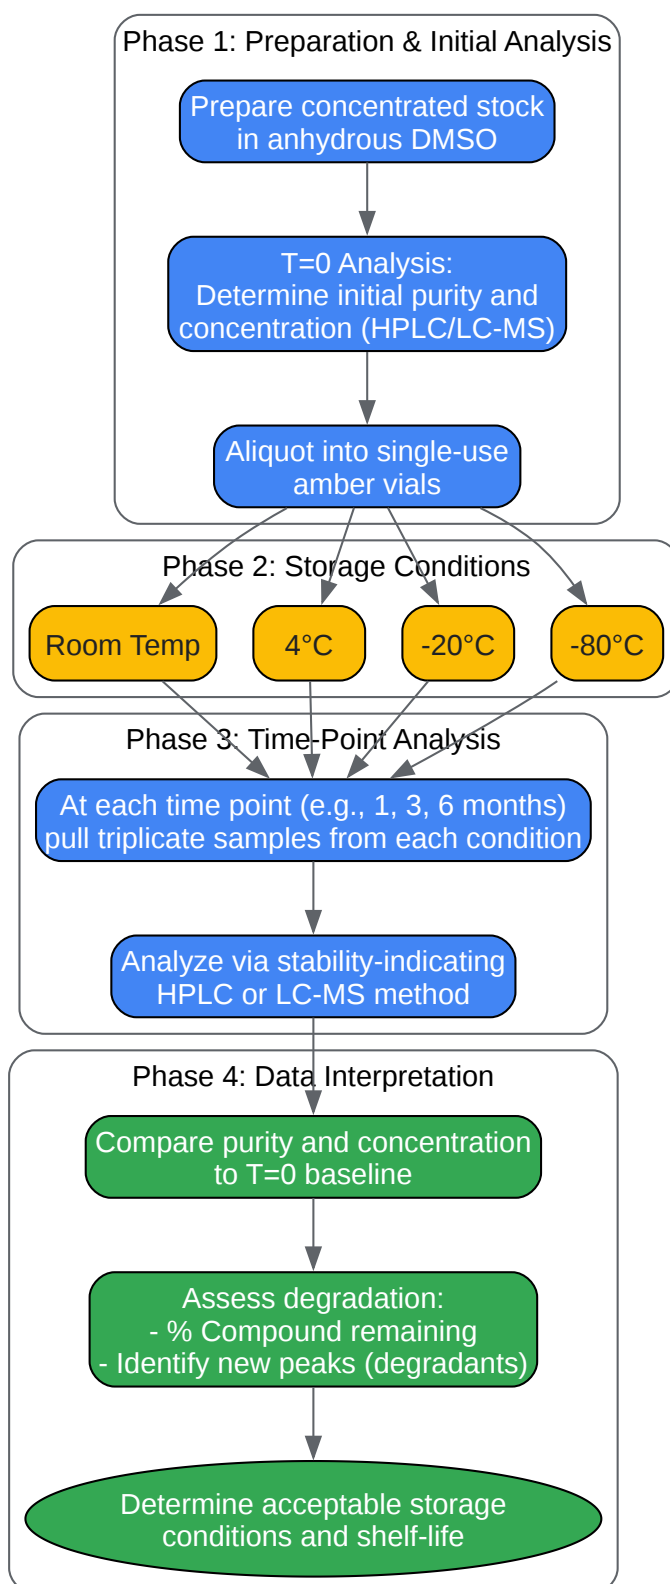 Phase 1: Preparation & Initial Analysis
Prepare concentrated stock
in anhydrous DMSO
T=0 Analysis:
Determine initial purity and
concentration (HPLC/LC-MS)
Aliquot into single-use
amber vials
Phase 2: Storage Conditions
Room Temp
4°C
-20°C
-80°C
Phase 3: Time-Point Analysis
At each time point (e.g., 1, 3, 6 months)
pull triplicate samples from each condition
Analyze via stability-indicating
HPLC or LC-MS method
Phase 4: Data Interpretation
Compare purity and concentration
to T=0 baseline
Assess degradation:
- % Compound remaining
- Identify new peaks (degradants)
Determine acceptable storage
conditions and shelf-life